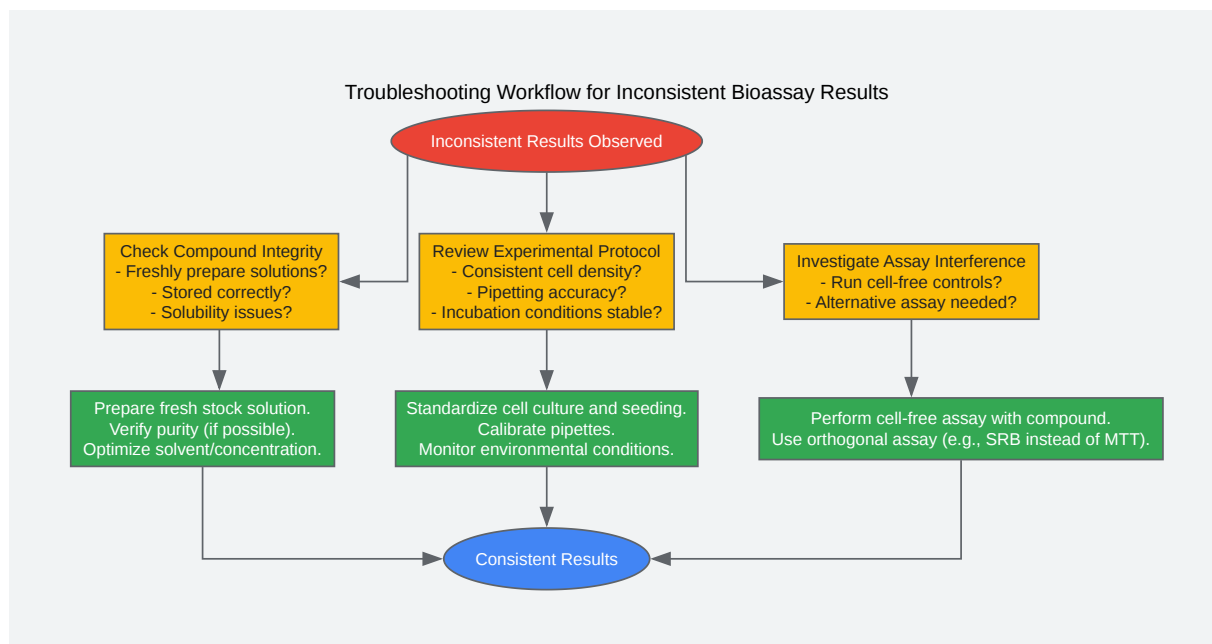 Troubleshooting Workflow for Inconsistent Bioassay Results
Inconsistent Results Observed
Check Compound Integrity
- Freshly prepare solutions?
- Stored correctly?
- Solubility issues?
Review Experimental Protocol
- Consistent cell density?
- Pipetting accuracy?
- Incubation conditions stable?
Investigate Assay Interference
- Run cell-free controls?
- Alternative assay needed?
Prepare fresh stock solution.
Verify purity (if possible).
Optimize solvent/concentration.
Standardize cell culture and seeding.
Calibrate pipettes.
Monitor environmental conditions.
Perform cell-free assay with compound.
Use orthogonal assay (e.g., SRB instead of MTT).
Consistent Results